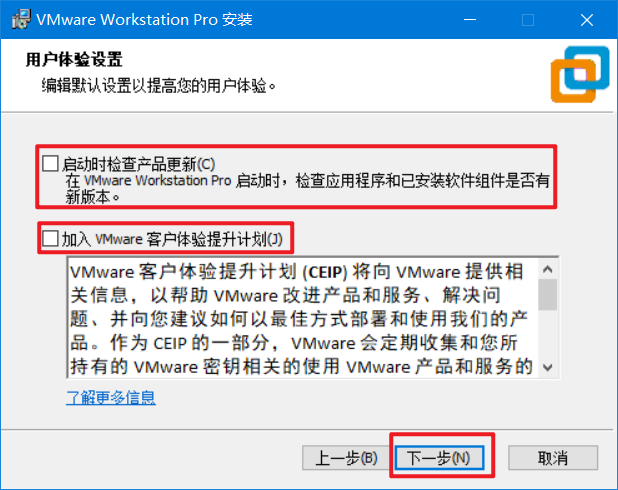 VMware Workstation Pro 安装
用户体验设置
编辑默认设置以提高您的用户体验。
启动时检查产品更新(C)
在 VMware Workstation Pro 启动时，检查应用程序和已安装软件组件是否有
新版本。
加入 VMware 客户体验提升计划(J)
VMware 客户体验提升计划 (CEIP) 将向 VMware 提供相
关信息，以帮助 VMware 改进产品和服务、解决问
题、并向您建议如何以最佳方式部署和使用我们的产
品。作为 CEIP 的一部分，VMware 会定期收集和您所
持有的 VMware 密钥相关的使用 VMware 产品和服务的
了解更多信息
上一步(B) 下一步(N) 取消